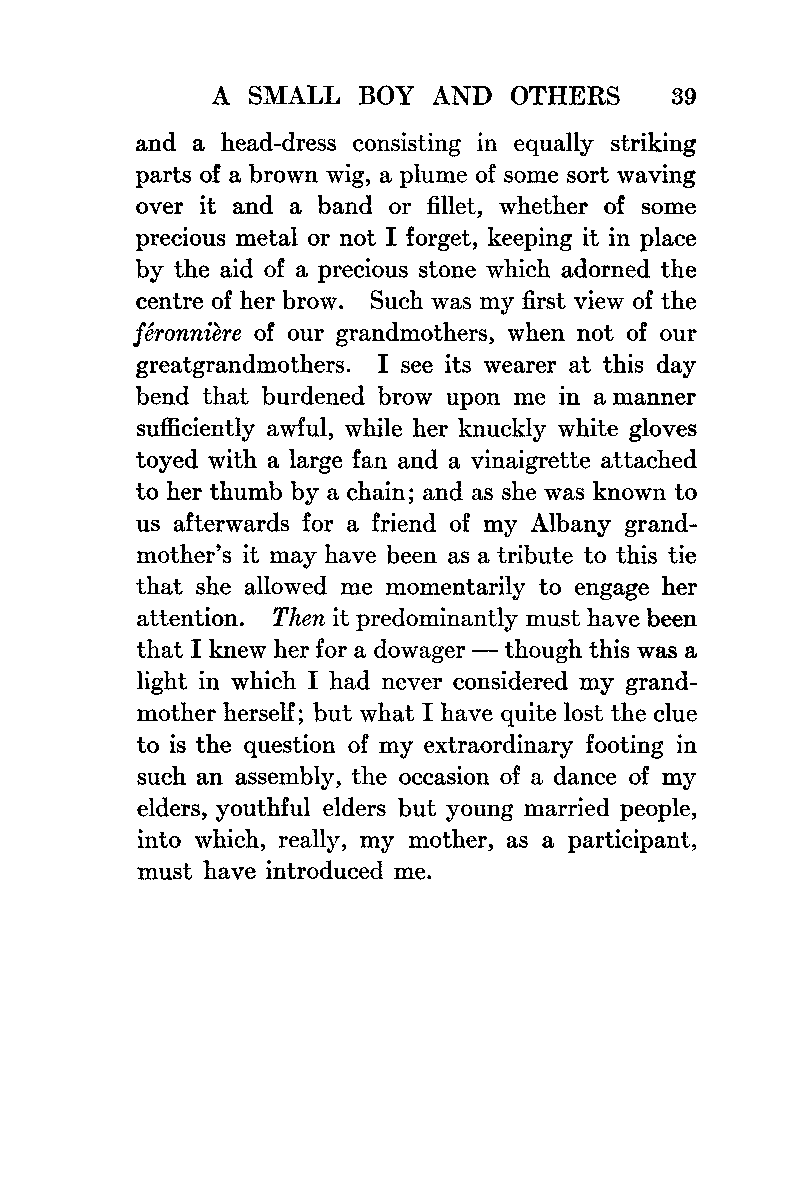 A SMALL BOY AND OTHERS 39
and a head-dress consisting in equally striking
parts of a brown wig, a plume of some sort waving
over it and a band or fillet, whether of some
precious metal or not I forget, keeping it in place
by the aid of a precious stone which adorned the
centre of her brow. Such was my first view of the
féronnière of our grandmothers, when not of our
greatgrandmothers. I see its wearer at this day
bend that burdened brow upon me in a manner
sufficiently awful, while her knuckly white gloves
toyed with a large fan and a vinaigrette attached
to her thumb by a chain; and as she was known to
us afterwards for a friend of my Albany grand-
mother's it may have been as a tribute to this tie
that she allowed me momentarily to engage her
attention. Then it predominantly must have been
that I knew her for a dowager — though this was a
light in which I had never considered my grand-
mother herself; but what I have quite lost the clue
to is the question of my extraordinary footing in
such an assembly, the occasion of a dance of my
elders, youthful elders but young married people,
into which, really, my mother, as a participant,
must have introduced me.